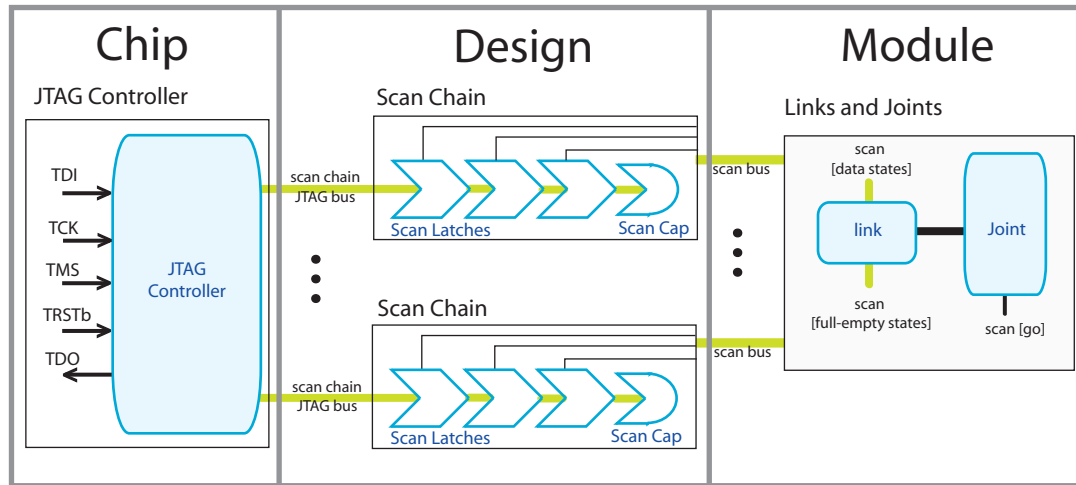 Chip
JTAG Controller
TDI
TCK
TMS
TRSTb
TDO
JTAG
Controller
scan chain
JTAG bus
scan chain
JTAG bus
Design
Scan Chain
Scan Latches
Scan Cap
Scan Chain
Scan Latches
Scan Cap
scan bus
scan bus
Module
Links and Joints
scan
[data states]
link
Joint
scan
[full-empty states]
scan [go]